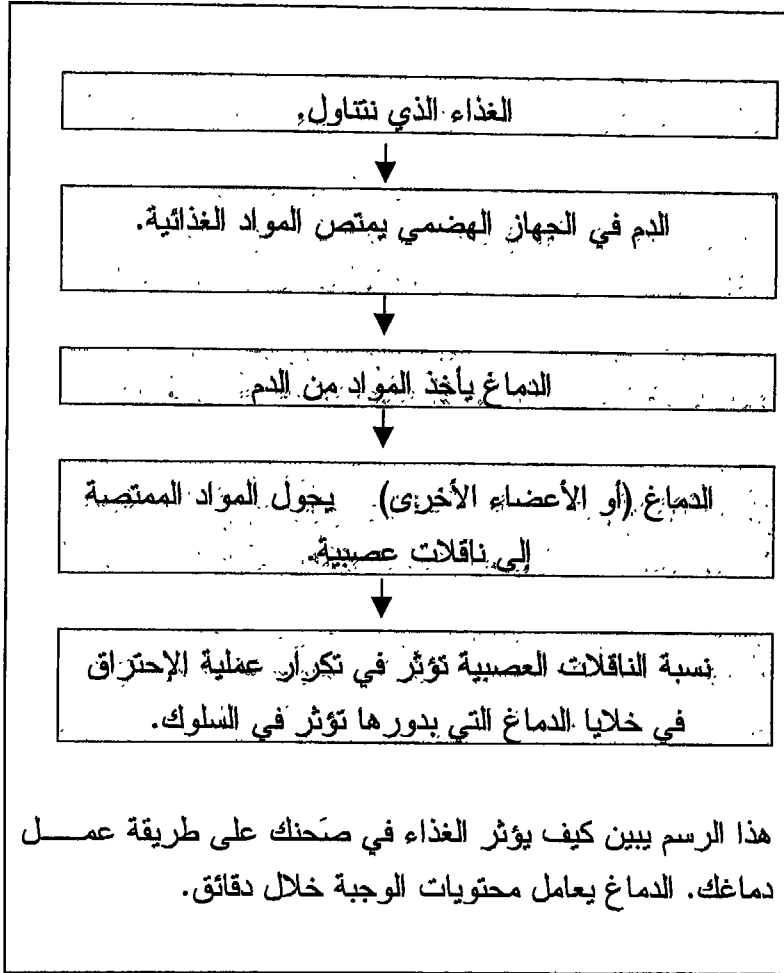 الغذاء الذي نتناول
الدم في الجهاز الهضمي يمتص المواد الغذائية.
الدماغ يأخذ المواد من الدم
الدماغ (أو الأعضاء الأخرى) يحول المواد الممتصة
إلى ناقلات عصبية.
نسبة الناقلات العصبية تؤثر في تكرار عملية الإحتراق
في خلايا الدماغ التي بدورها تؤثر في السلوك.
هذا الرسم يبين كيف يؤثر الغذاء في صحنك على طريقة عمــــل
دماغك. الدماغ يعامل محتويات الوجبة خلال دقائق.